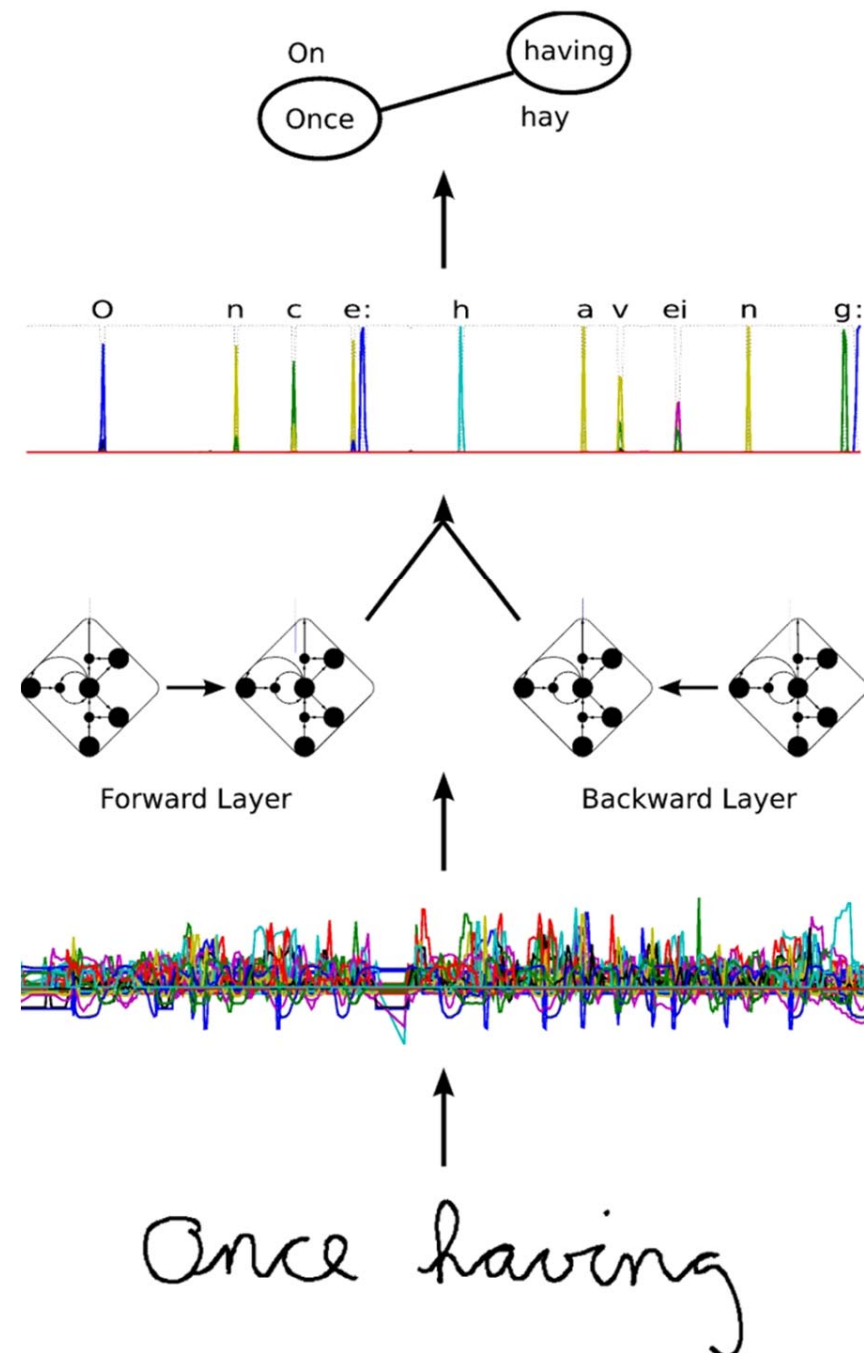 On having
Once hay
O n c e: h a v ei n g:
Forward Layer Backward Layer
Once having